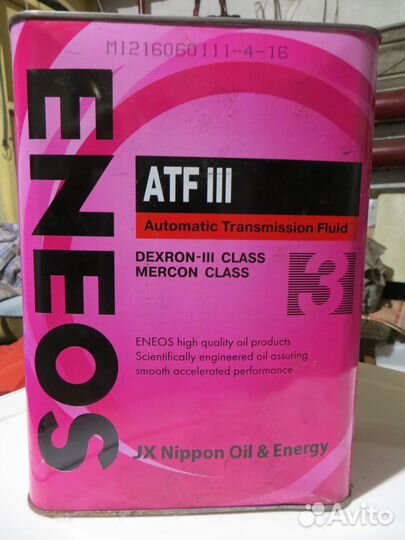 MI216060111-4-16
ENEOS
ATF III
Automatic Transmission Fluid
DEXRON-III CLASS
MERCON CLASS
3
ENEOS high quality oil products
Scientifically engineered oil assuring
smooth accelerated performance
JX Nippon Oil & Energy
Avito